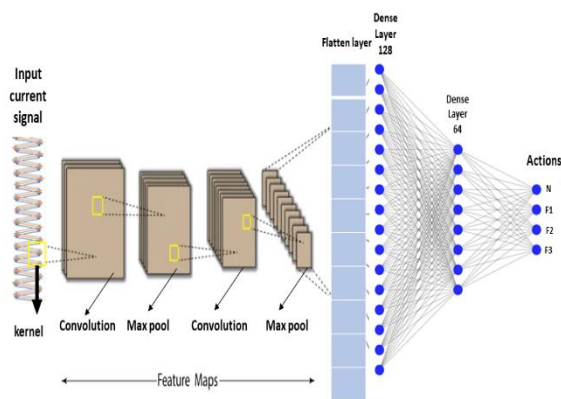 Input
current
signal
kernel
Convolution
Max pool
Convolution
Max pool
Feature Maps
Flatten layer
Dense
Layer
128
Dense
Layer
64
Actions
N
F1
F2
F3